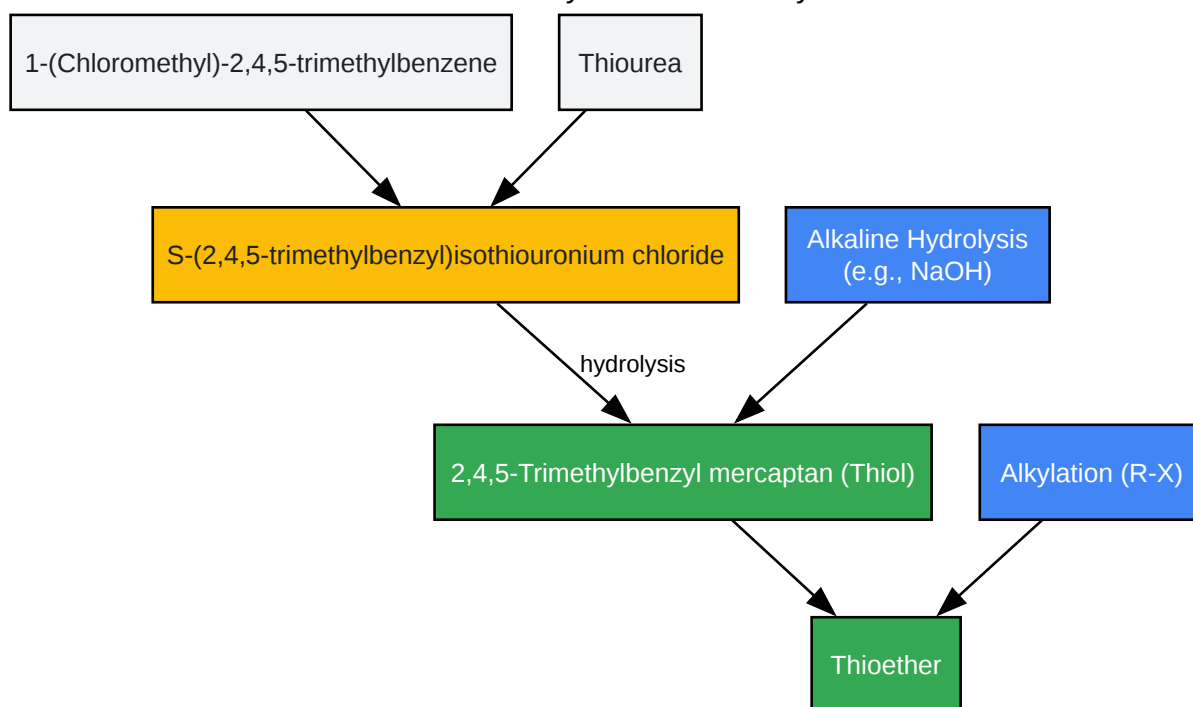 1-(Chloromethyl)-2,4,5-trimethylbenzene
Thiourea
S-(2,4,5-trimethylbenzyl)isothiouronium chloride
Alkaline Hydrolysis
(e.g., NaOH)
hydrolysis
2,4,5-Trimethylbenzyl mercaptan (Thiol)
Alkylation (R-X)
Thioether